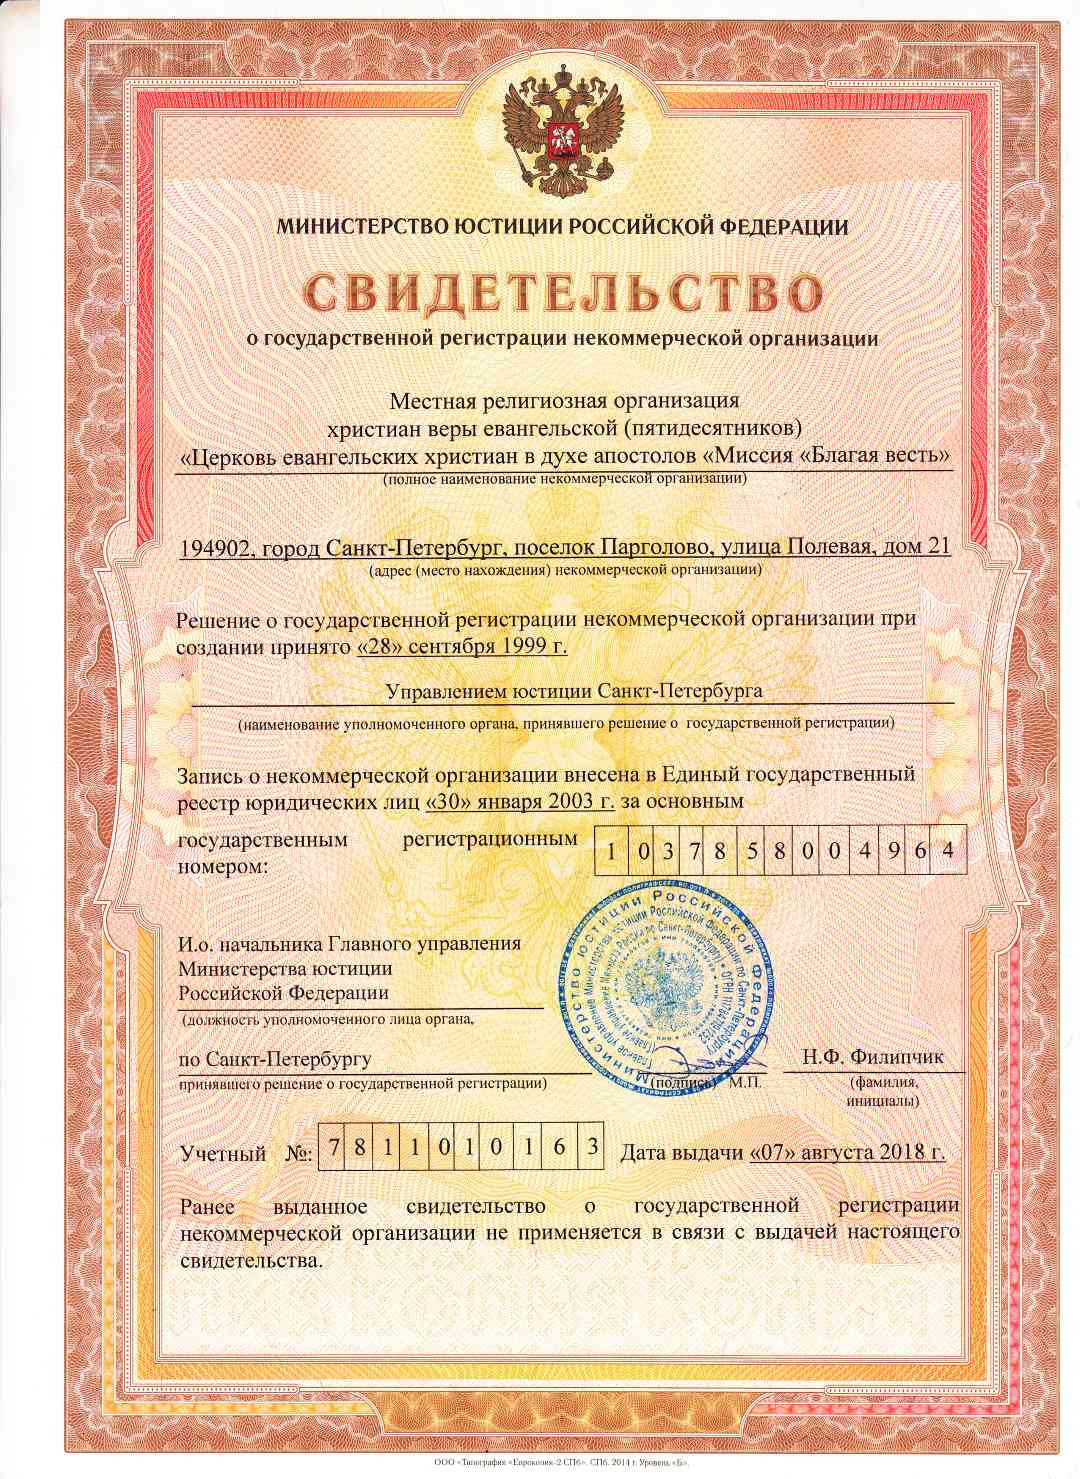 МИНИСТЕРСТВО ЮСТИЦИИ РОССИЙСКОЙ ФЕДЕРАЦИИ
СВИДЕТЕЛЬСТВО
о государственной регистрации некоммерческой организации
Местная религиозная организация
христиан веры евангельской (пятидесятников)
«Церковь евангельских христиан в духе апостолов «Миссия «Благая весть»
(полное наименование некоммерческой организации)
194902, город Санкт-Петербург, поселок Парголово, улица Полевая, дом 21
(адрес (место нахождения) некоммерческой организации)
Решение о государственной регистрации некоммерческой организации при
создании принято «28» сентября 1999 г.
Управлением юстиции Санкт-Петербурга
(наименование уполномоченного органа, принявшего решение о государственной регистрации)
Запись о некоммерческой организации внесена в Единый государственный
реестр юридических лиц «30» января 2003 г. за основным
государственным регистрационным
номером: 1 0 3 7 8 5 8 0 0 4 9 6 4
И.о. начальника Главного управления
Министерства юстиции
Российской Федерации
(должность уполномоченного лица органа,
Министерство юстиции Российской Федерации
Главное управление Министерства юстиции Российской Федерации по Санкт-Петербургу
по Санкт-Петербургу Н.Ф. Филипчик
принявшего решение о государственной регистрации) (подпись) М.П. (фамилия,
инициалы)
Учетный №: 7 8 1 1 0 1 0 1 6 3 Дата выдачи «07» августа 2018 г.
Ранее выданное свидетельство о государственной регистрации
некоммерческой организации не применяется в связи с выдачей настоящего
свидетельства.
ООО «Типография «Еврокопия-2 СПб». СПб. 2014 г. Уровень «Б».